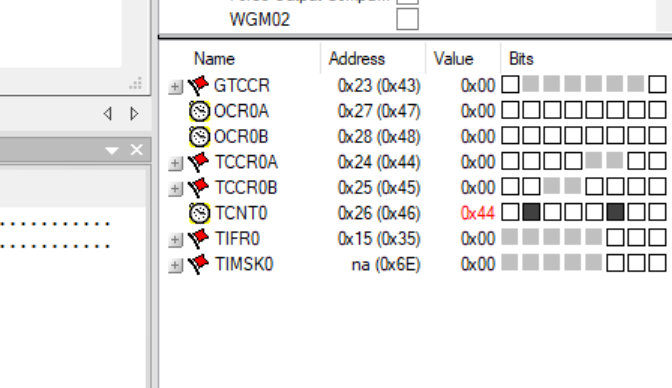 WGM02
Name Address Value Bits
GTCCR 0x23 (0x43) 0x00
OCR0A 0x27 (0x47) 0x00
OCR0B 0x28 (0x48) 0x00
TCCR0A 0x24 (0x44) 0x00
TCCR0B 0x25 (0x45) 0x00
TCNT0 0x26 (0x46) 0x44
TIFR0 0x15 (0x35) 0x00
TIMSK0 na (0x6E) 0x00